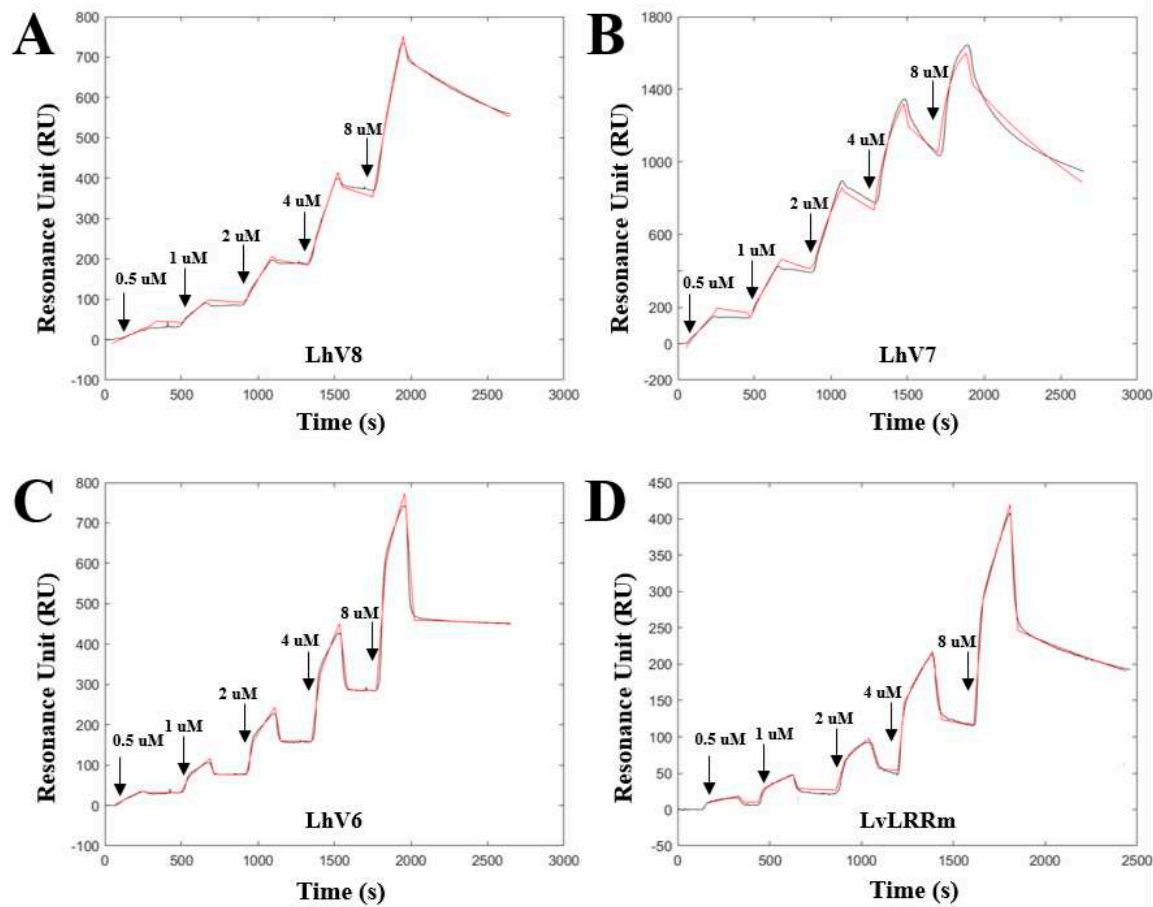 A
Resonance Unit (RU)
800
700
600
500
400
300
200
100
0
-100
0.5 uM
1 uM
2 uM
4 uM
8 uM
LhV8
0
500
1000
1500
2000
2500
3000
Time (s)
B
Resonance Unit (RU)
1800
1400
1000
600
200
0
-200
0.5 uM
1 uM
2 uM
4 uM
8 uM
LhV7
0
500
1000
1500
2000
2500
3000
Time (s)
C
Resonance Unit (RU)
800
700
600
500
400
300
200
100
0
-100
0.5 uM
1 uM
2 uM
4 uM
8 uM
LhV6
0
500
1000
1500
2000
2500
3000
Time (s)
D
Resonance Unit (RU)
450
400
350
300
250
200
150
100
50
0
50
0.5 uM
1 uM
2 uM
4 uM
8 uM
LvLRRm
0
500
1000
1500
2000
2500
Time (s)